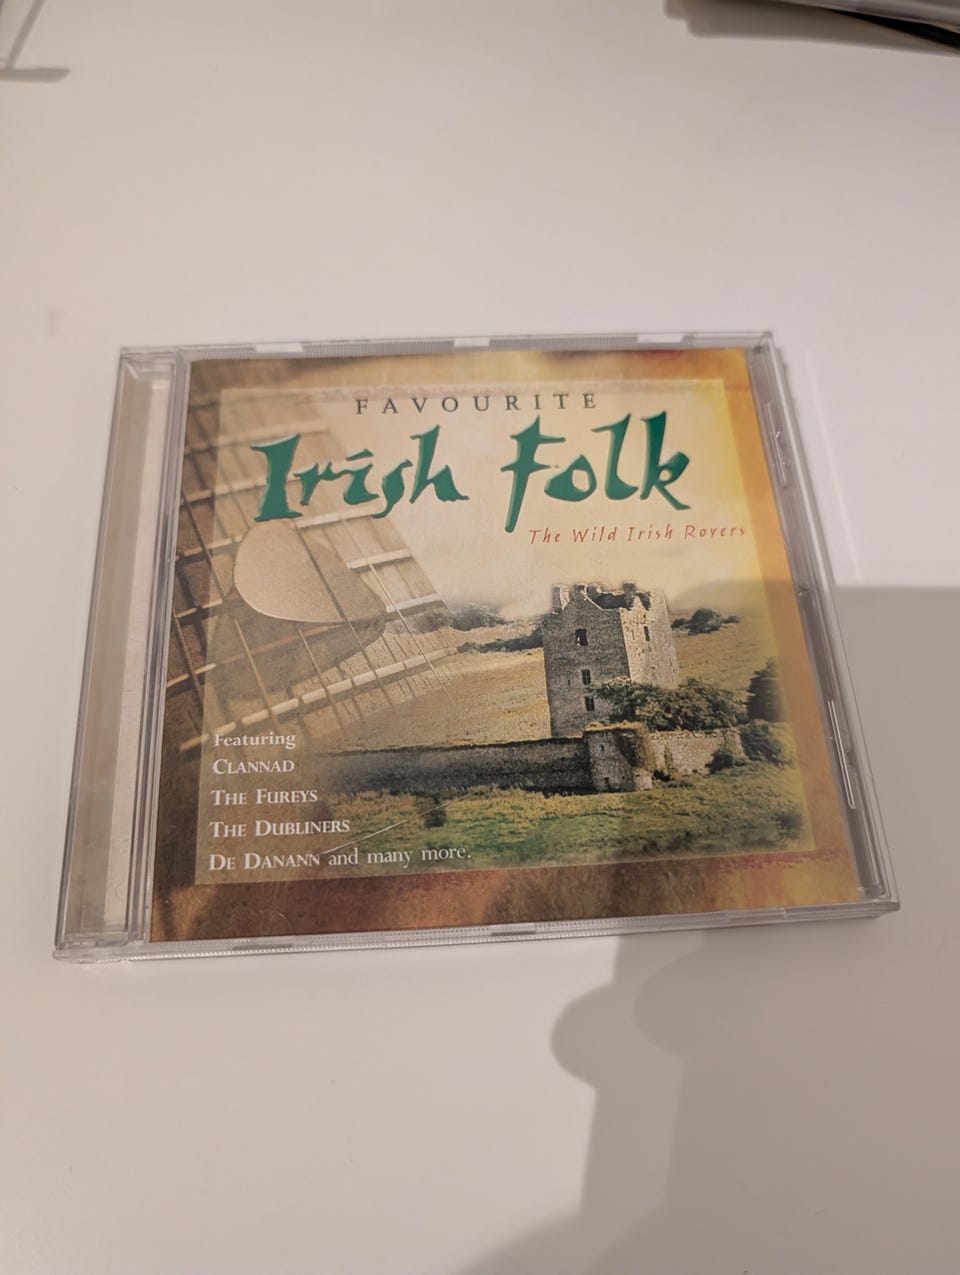 FAVOURITE
Irish Folk
The Wild Irish Rovers
Featuring
CLANNAD
THE FUREYS
THE DUBLINERS
DE DANANN and many more.